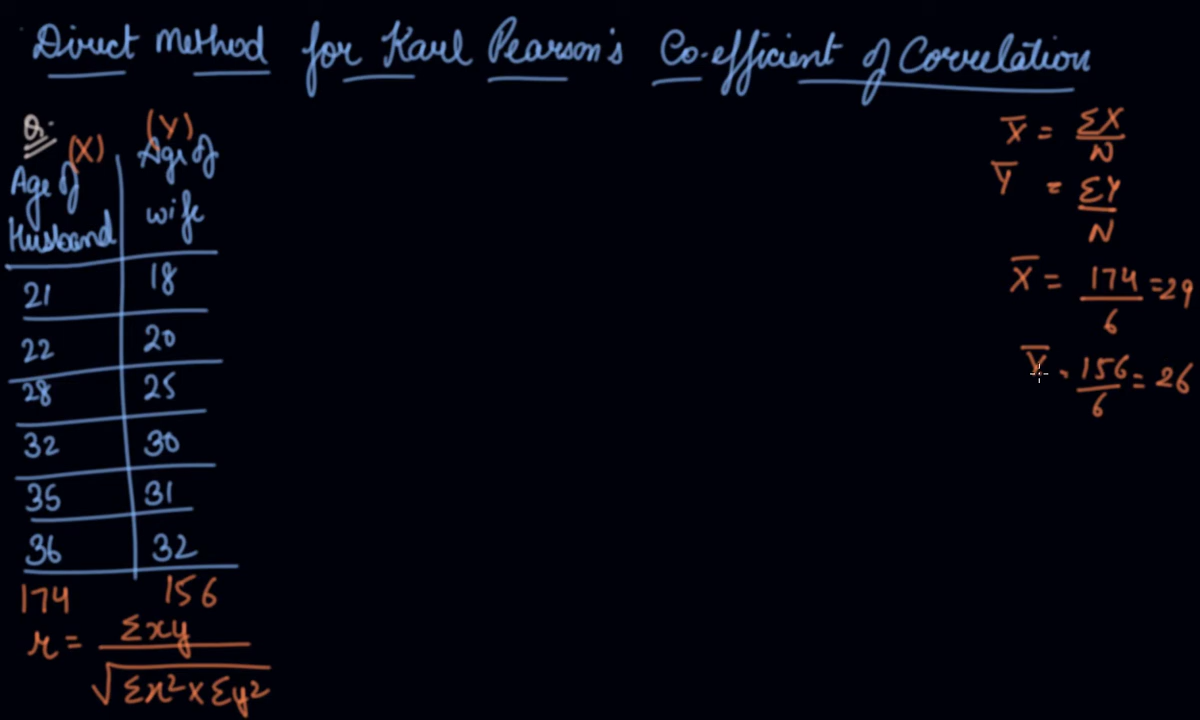 Direct Method for Karl Pearson's Co-efficient of Correlation
Q.
(X) (Y)
Age of Husband Age of wife
21 18
22 20
28 25
32 30
35 31
36 32
174 156
r = Σxy / √Σx² × Σy²
X̅ = ΣX / N
Y̅ = ΣY / N
X̅ = 174 / 6 = 29
Y̅ = 156 / 6 = 26